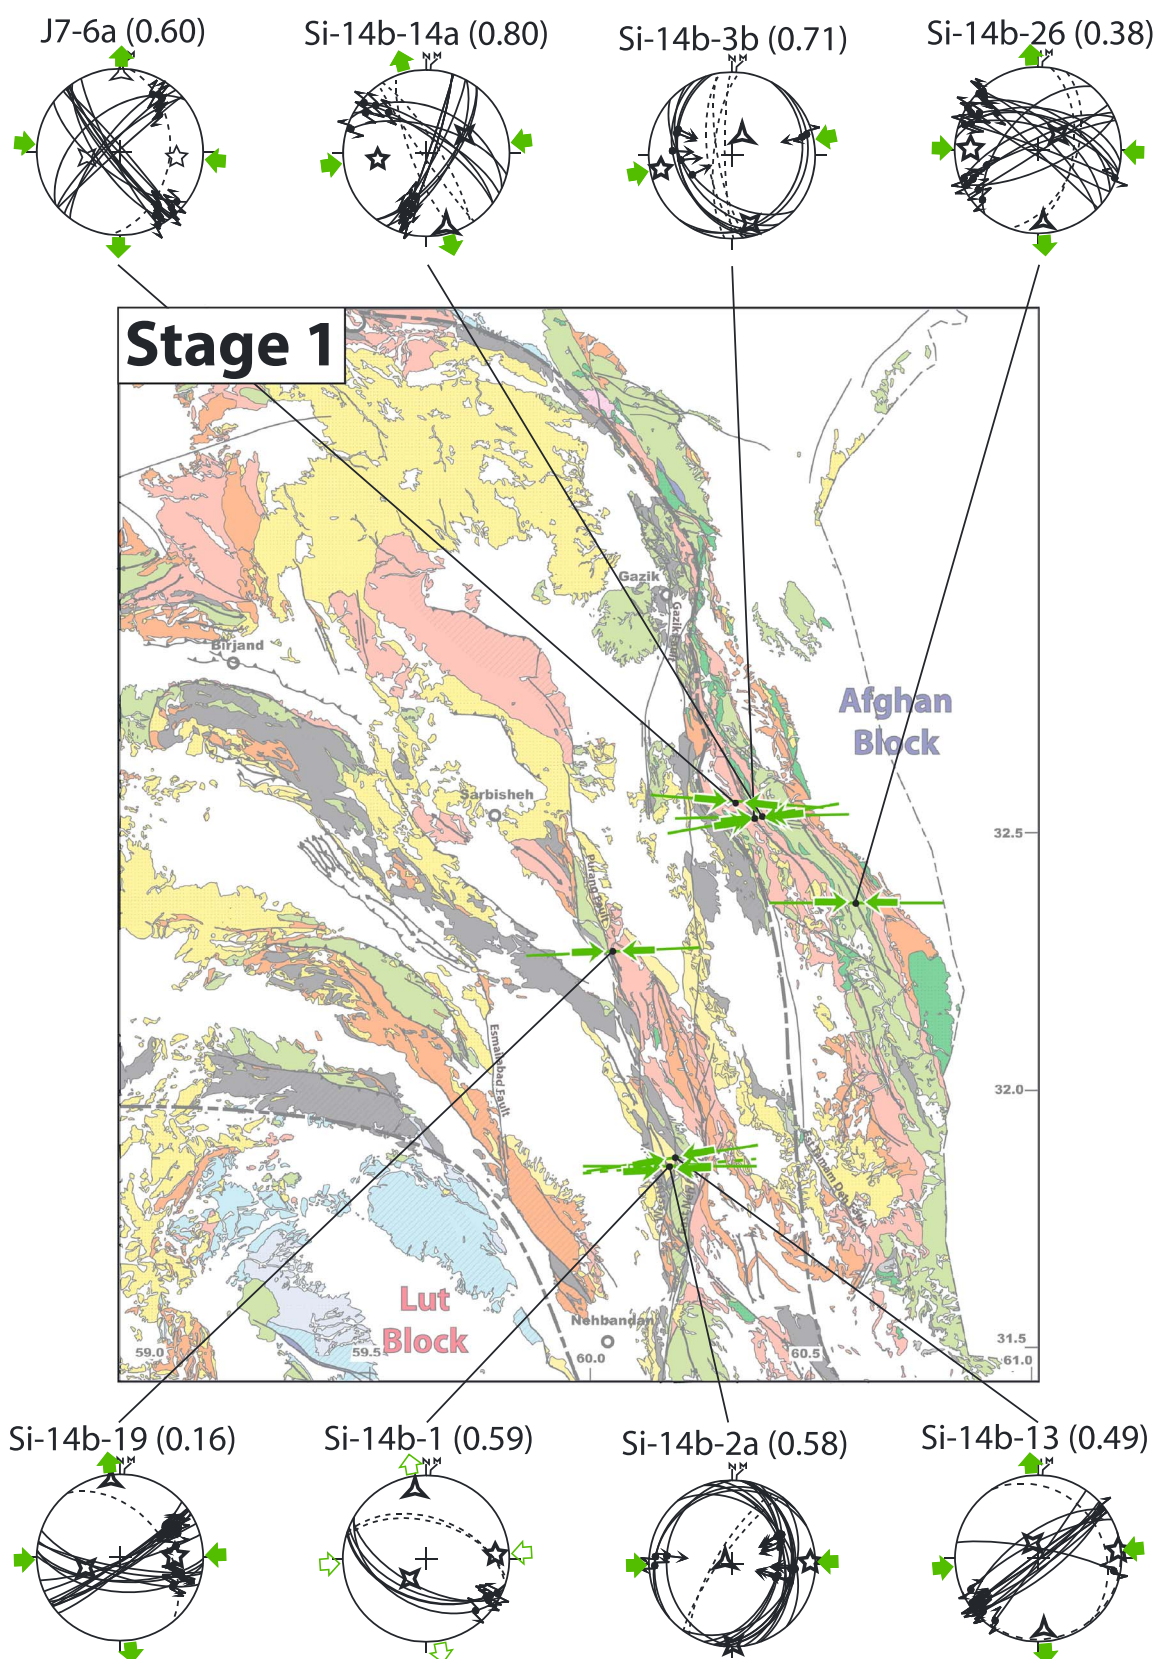 J7-6a (0.60)
Si-14b-14a (0.80)
Si-14b-3b (0.71)
Si-14b-26 (0.38)
N M
N M
N M
N M
Stage 1
Gazik
Gazik
Birjand
Afghan
Block
Sarbisheh
32.5
Purang Fault
Esmailabad Fault
32.0
Lut
Block
Nehbandan
59.0
59.5
60.0
60.5
31.5
61.0
Si-14b-19 (0.16)
Si-14b-1 (0.59)
Si-14b-2a (0.58)
Si-14b-13 (0.49)
N M
N M
N M
N M